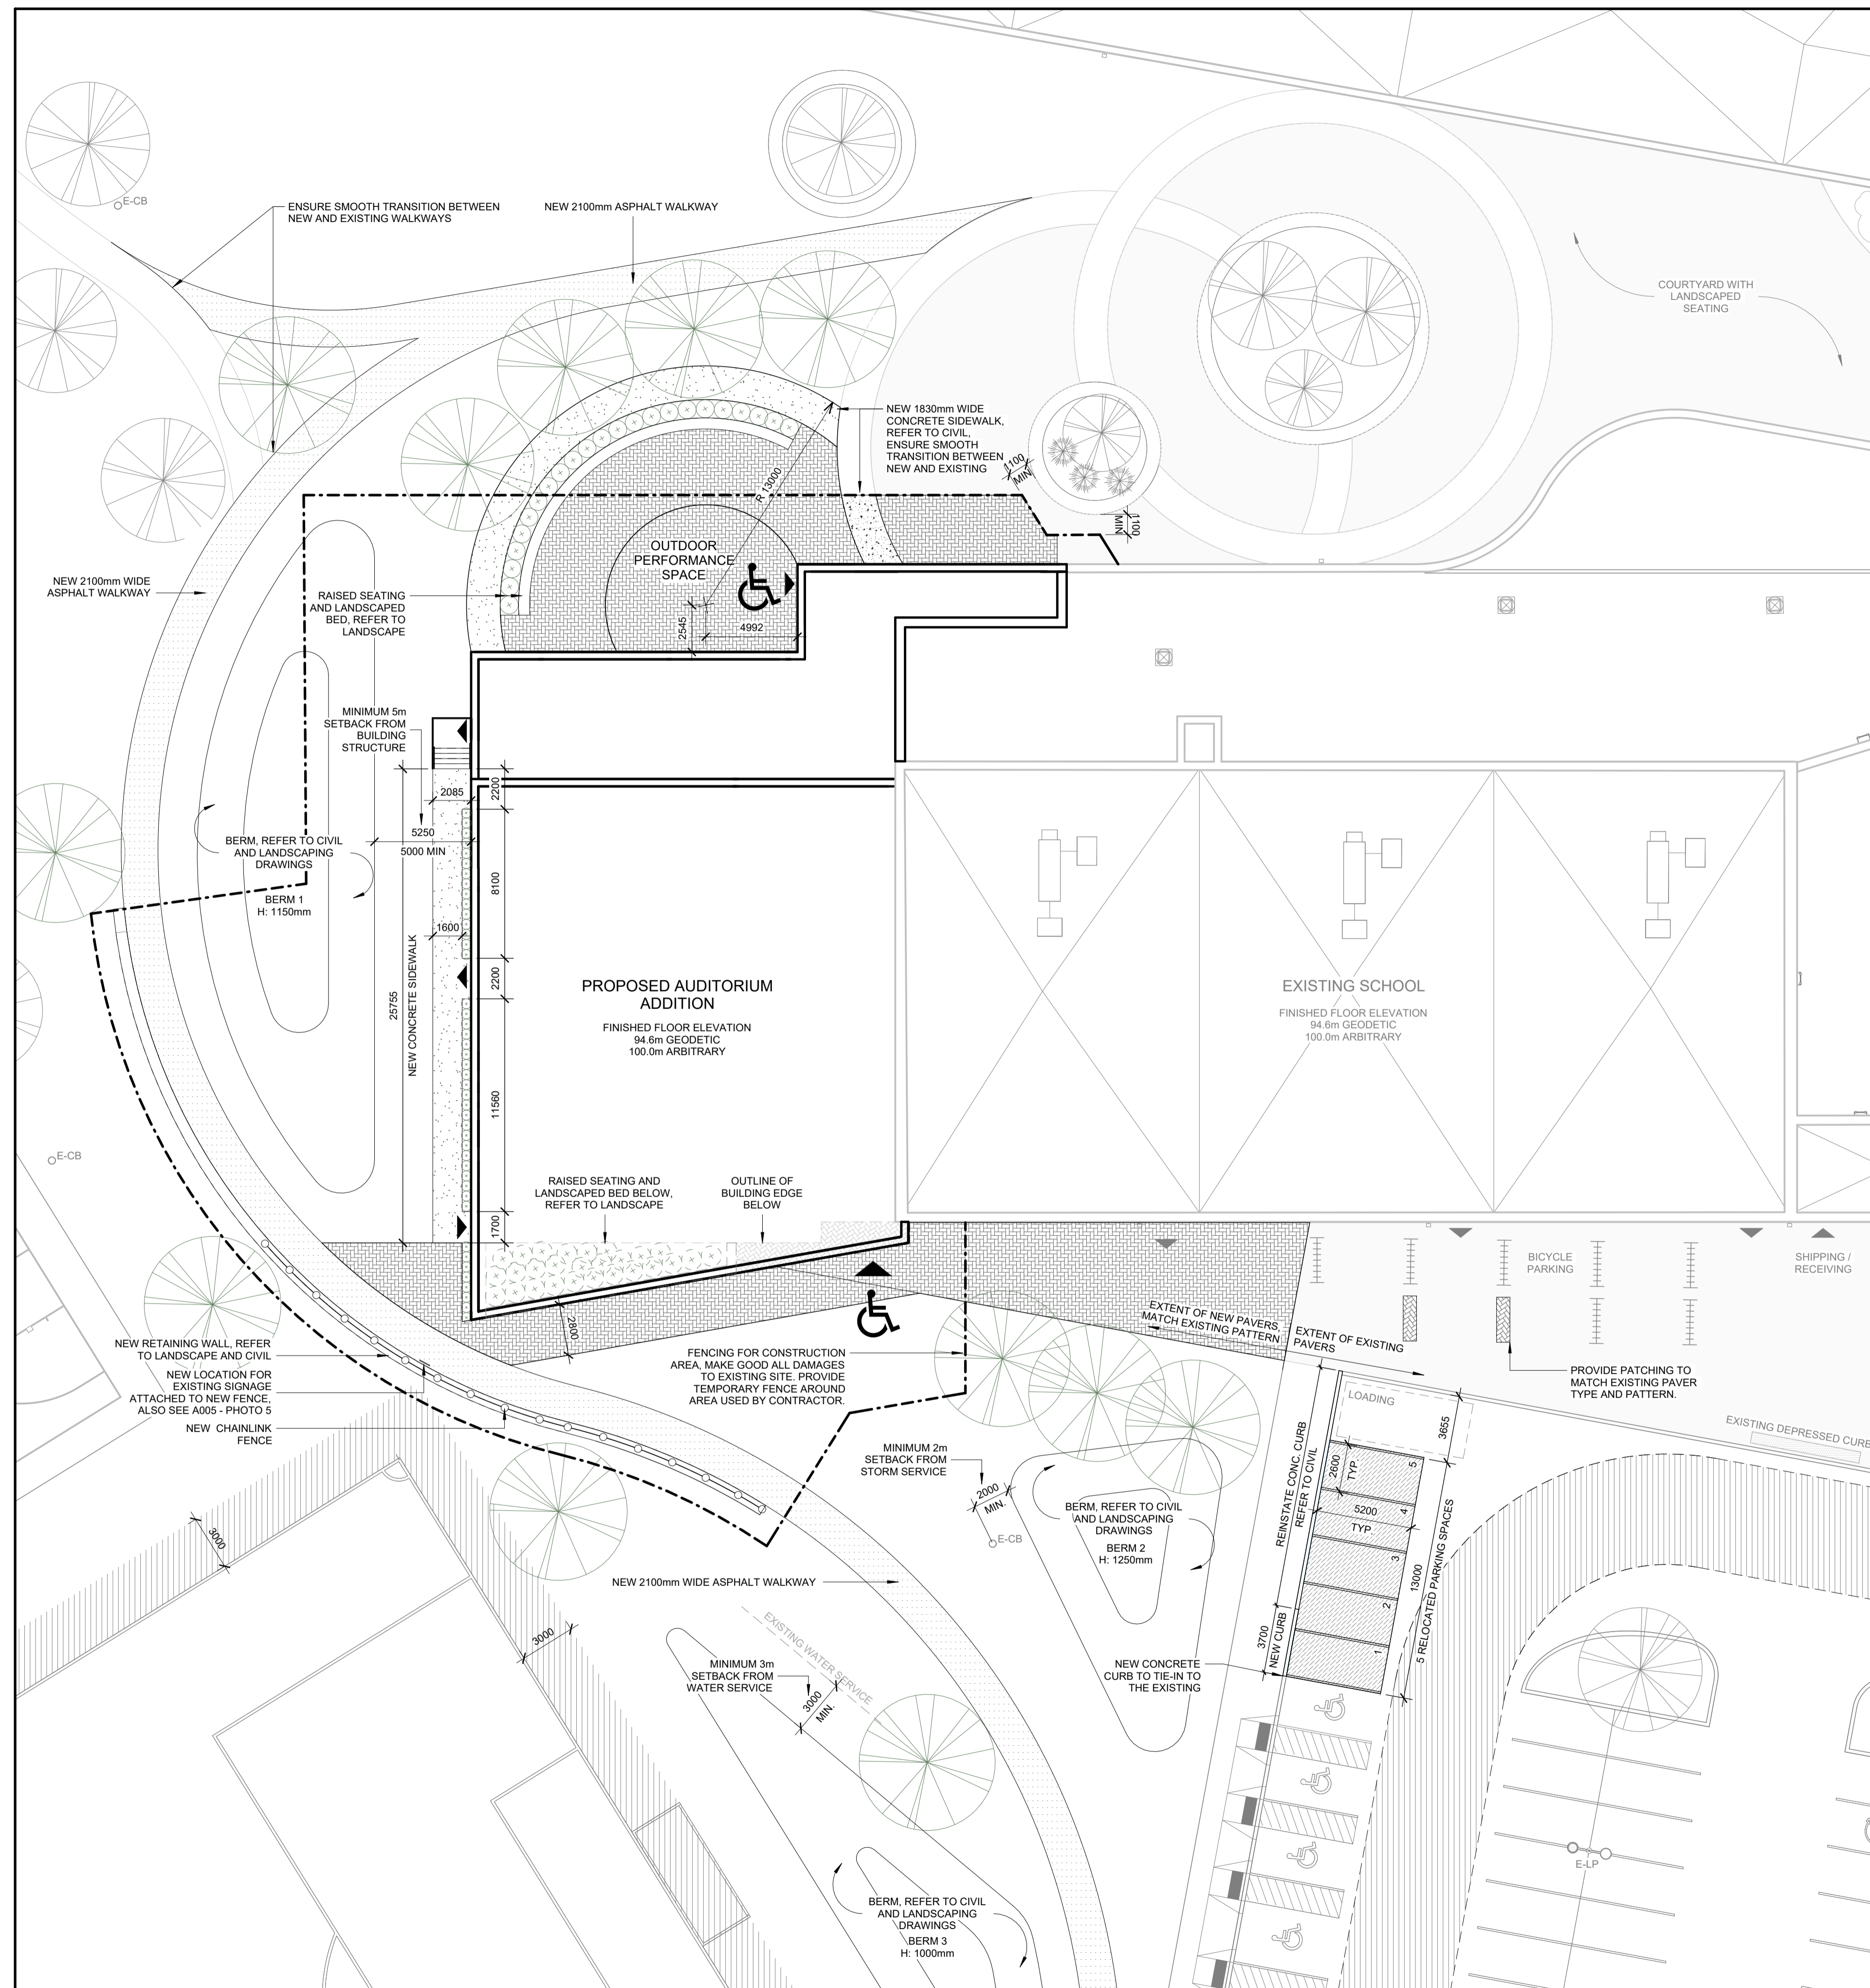 E-CB
ENSURE SMOOTH TRANSITION BETWEEN
NEW AND EXISTING WALKWAYS
NEW 2100mm ASPHALT WALKWAY
COURTYARD WITH
LANDSCAPED
SEATING
NEW 1830mm WIDE
CONCRETE SIDEWALK,
REFER TO CIVIL,
ENSURE SMOOTH
TRANSITION BETWEEN
NEW AND EXISTING
1100
MIN
1100
MIN
R 13000
OUTDOOR
PERFORMANCE
SPACE
2545
4992
NEW 2100mm WIDE
ASPHALT WALKWAY
RAISED SEATING
AND LANDSCAPED
BED, REFER TO
LANDSCAPE
MINIMUM 5m
SETBACK FROM
BUILDING
STRUCTURE
2085
2200
5250
5000 MIN
BERM, REFER TO CIVIL
AND LANDSCAPING
DRAWINGS
BERM 1
H: 1150mm
8100
1600
2200
25755
NEW CONCRETE SIDEWALK
11560
1700
PROPOSED AUDITORIUM
ADDITION
FINISHED FLOOR ELEVATION
94.6m GEODETIC
100.0m ARBITRARY
EXISTING SCHOOL
FINISHED FLOOR ELEVATION
94.6m GEODETIC
100.0m ARBITRARY
E-CB
RAISED SEATING AND
LANDSCAPED BED BELOW,
REFER TO LANDSCAPE
OUTLINE OF
BUILDING EDGE
BELOW
2800
BICYCLE
PARKING
SHIPPING /
RECEIVING
EXTENT OF NEW PAVERS,
MATCH EXISTING PATTERN
EXTENT OF EXISTING
PAVERS
NEW RETAINING WALL, REFER
TO LANDSCAPE AND CIVIL
NEW LOCATION FOR
EXISTING SIGNAGE
ATTACHED TO NEW FENCE,
ALSO SEE A005 - PHOTO 5
NEW CHAINLINK
FENCE
FENCING FOR CONSTRUCTION
AREA, MAKE GOOD ALL DAMAGES
TO EXISTING SITE. PROVIDE
TEMPORARY FENCE AROUND
AREA USED BY CONTRACTOR.
PROVIDE PATCHING TO
MATCH EXISTING PAVER
TYPE AND PATTERN.
LOADING
3655
EXISTING DEPRESSED CURB
MINIMUM 2m
SETBACK FROM
STORM SERVICE
2000
MIN.
E-CB
BERM, REFER TO CIVIL
AND LANDSCAPING
DRAWINGS
BERM 2
H: 1250mm
REINSTATE CONC. CURB
REFER TO CIVIL
2600
TYP.
5200
TYP.
5
4
3
2
1
13000
5 RELOCATED PARKING SPACES
3700
NEW CURB
NEW CONCRETE
CURB TO TIE-IN TO
THE EXISTING
3000
3000
NEW 2100mm WIDE ASPHALT WALKWAY
EXISTING WATER SERVICE
MINIMUM 3m
SETBACK FROM
WATER SERVICE
3000
MIN.
E-LP
BERM, REFER TO CIVIL
AND LANDSCAPING
DRAWINGS
BERM 3
H: 1000mm